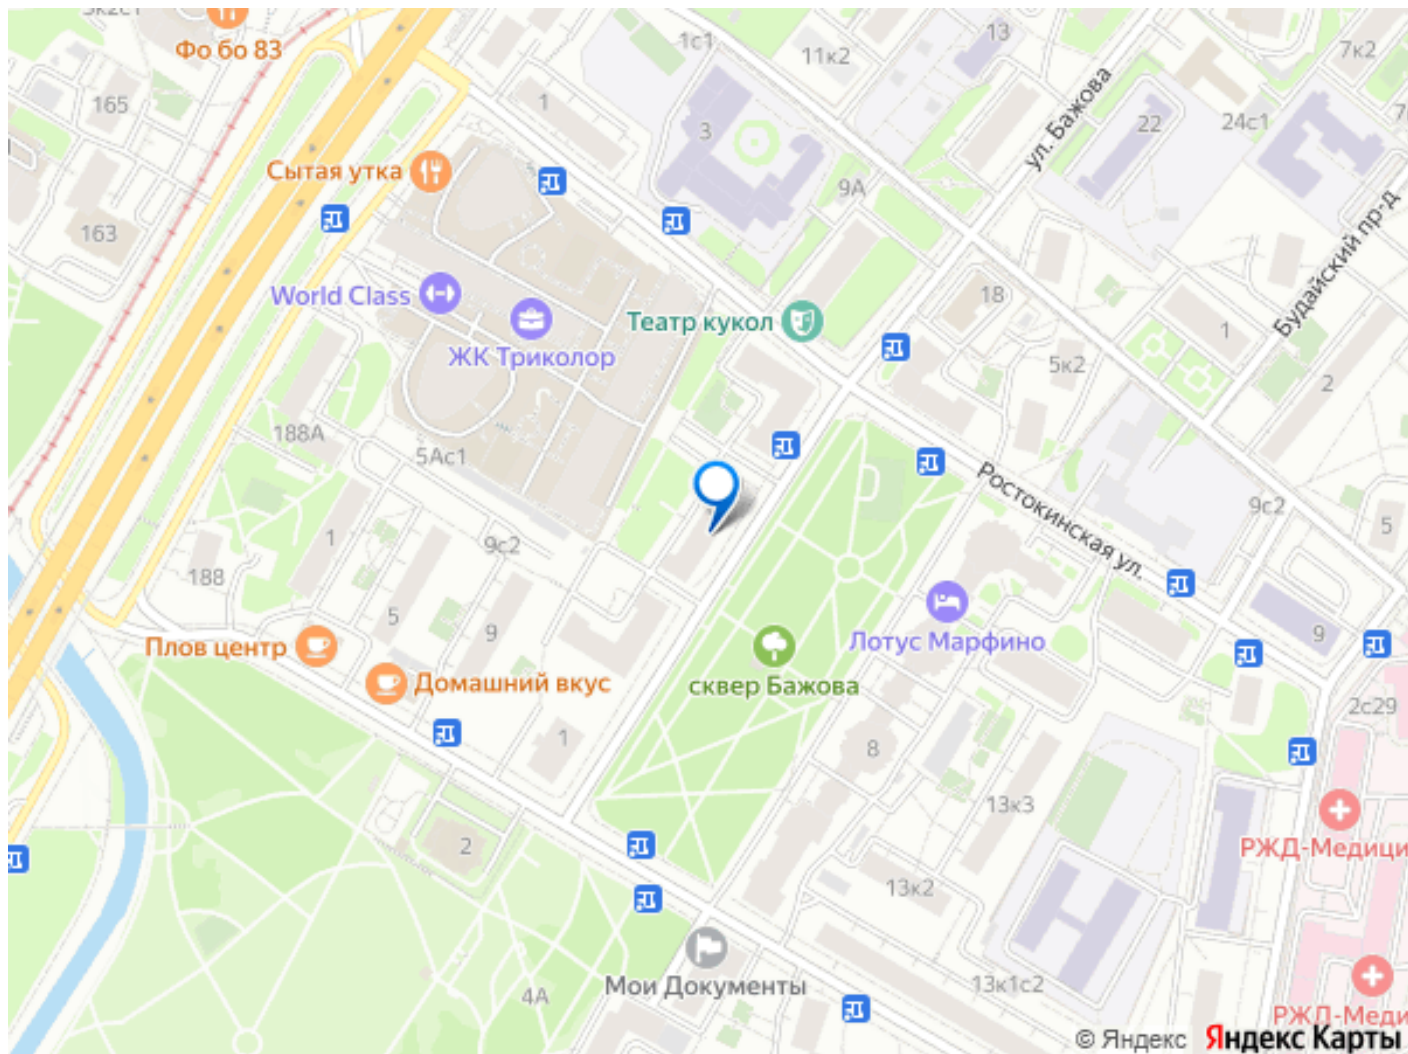 Фо бо 83
1с1
11к2
13
7к2
165
1
3
ул. Бажова
22
24с1
Сытая утка
9А
163
Будайский пр-д
World Class
18
Театр кукол
1
ЖК Триколор
5к2
2
188А
5Ас1
Ростокинская ул.
9с2
5
1
9с2
188
5
9
Лотус Марфино
9
Плов центр
Домашний вкус
сквер Бажова
2с29
1
8
13к3
2
РЖД-Медици
13к2
Мои Документы
4А
13к1с2
РЖД-Меди
© Яндекс Яндекс Карты